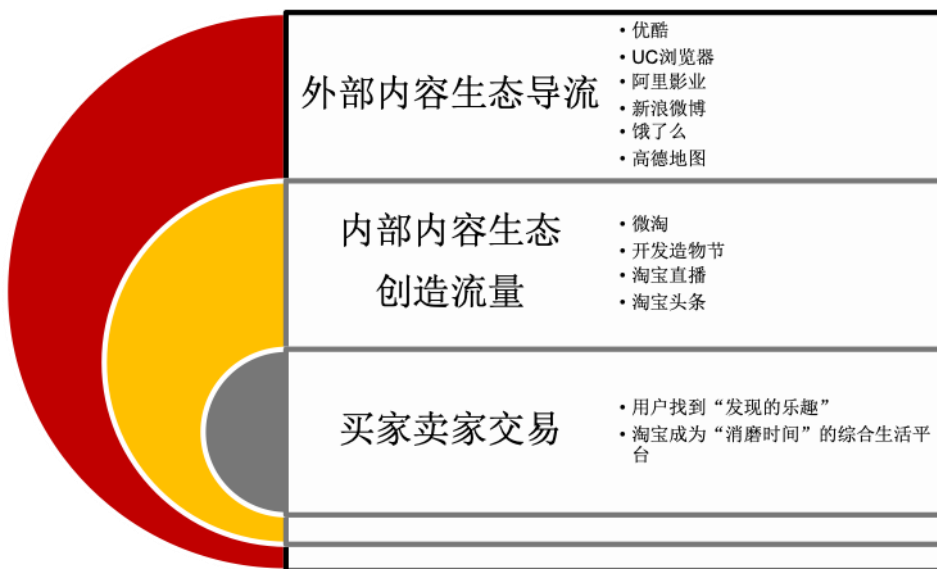 外部内容生态导流
• 优酷
• UC浏览器
• 阿里影业
• 新浪微博
• 饿了么
• 高德地图
内部内容生态
创造流量
• 微淘
• 开发造物节
• 淘宝直播
• 淘宝头条
买家卖家交易
• 用户找到“发现的乐趣”
• 淘宝成为“消磨时间”的综合生活平
台